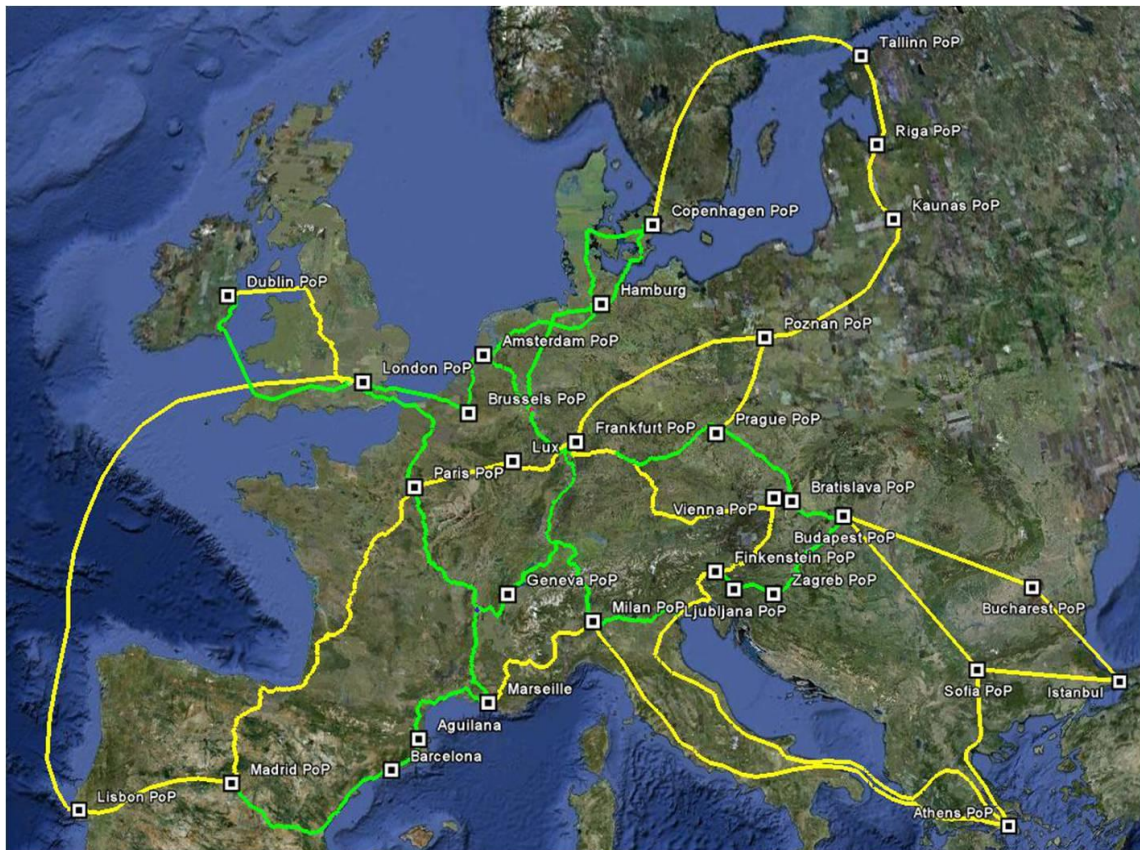 Tallinn PoP
Riga PoP
Kaunas PoP
Copenhagen PoP
Dublin PoP
Hamburg
Poznan PoP
Amsterdam PoP
London PoP
Brussels PoP
Prague PoP
Frankfurt PoP
Lux
Paris PoP
Bratislava PoP
Vienna PoP
Budapest PoP
Finkenstein PoP
Geneva PoP
Zagreb PoP
Milan PoP
Ljubljana PoP
Bucharest PoP
Marseille
Sofia PoP
Istanbul
Aguilana
Barcelona
Madrid PoP
Lisbon PoP
Athens PoP